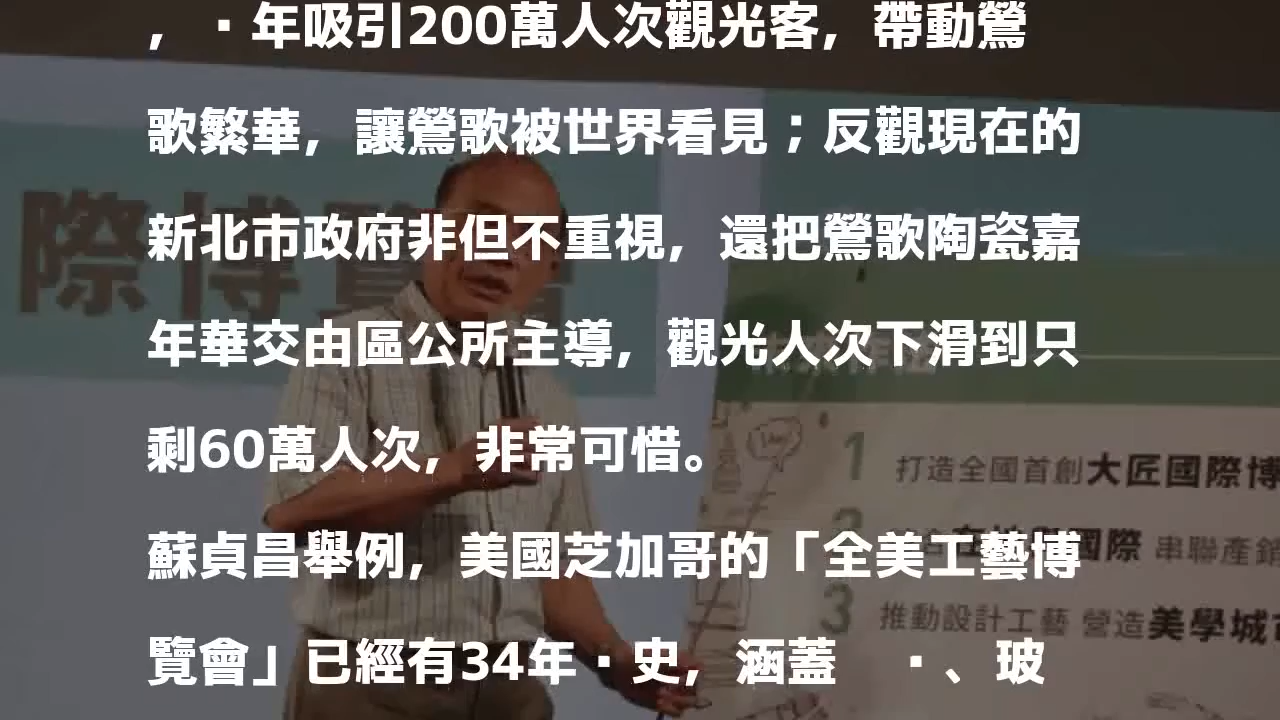 ，▪年吸引200萬人次觀光客，帶動鶯
歌繁華，讓鶯歌被世界看見；反觀現在的
新北市政府非但不重視，還把鶯歌陶瓷嘉
年華交由區公所主導，觀光人次下滑到只
剩60萬人次，非常可惜。
蘇貞昌舉例，美國芝加哥的「全美工藝博
覽會」已經有34年▪史，涵蓋　▪、玻
際博覽會
1 打造全國首創大匠國際博
2 國際 串聯產銷
3 推動設計工藝 營造美學城